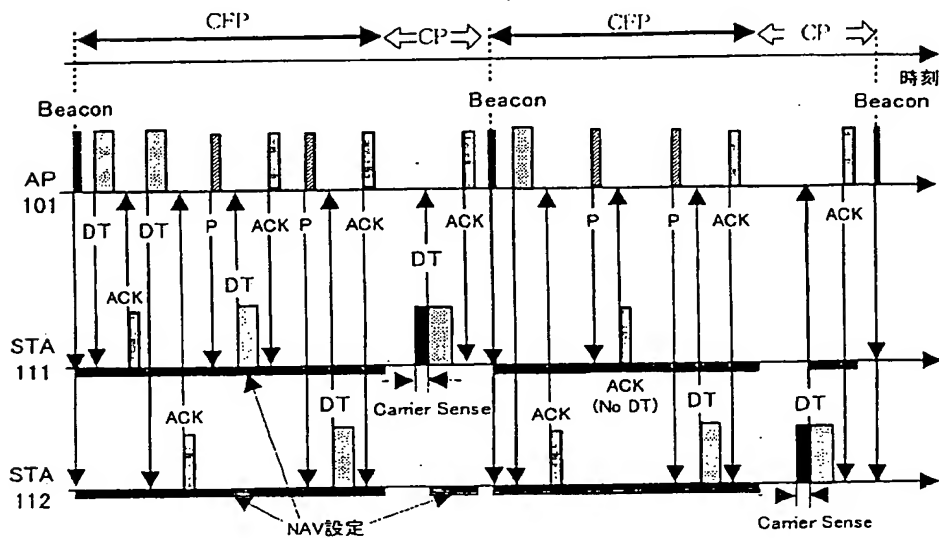 CFP CP CFP CP
時刻
Beacon Beacon Beacon
AP
101
DT DT P ACK P ACK DT ACK P P ACK ACK
ACK DT
STA
111
Carrier Sense
ACK DT ACK
(No DT)
ACK DT DT
STA
112
NAV設定
Carrier Sense